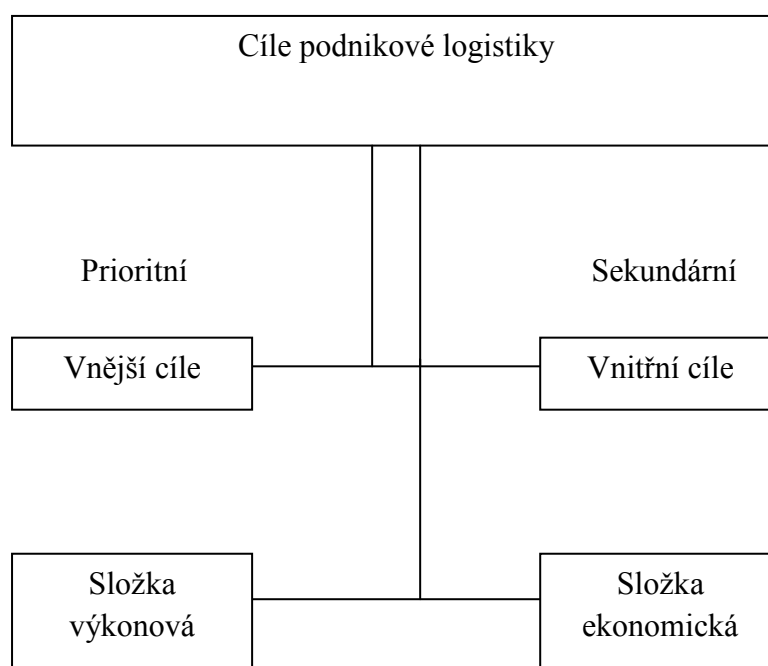 Cíle podnikové logistiky
Prioritní
Sekundární
Vnější cíle
Vnitřní cíle
Složka
výkonová
Složka
ekonomická